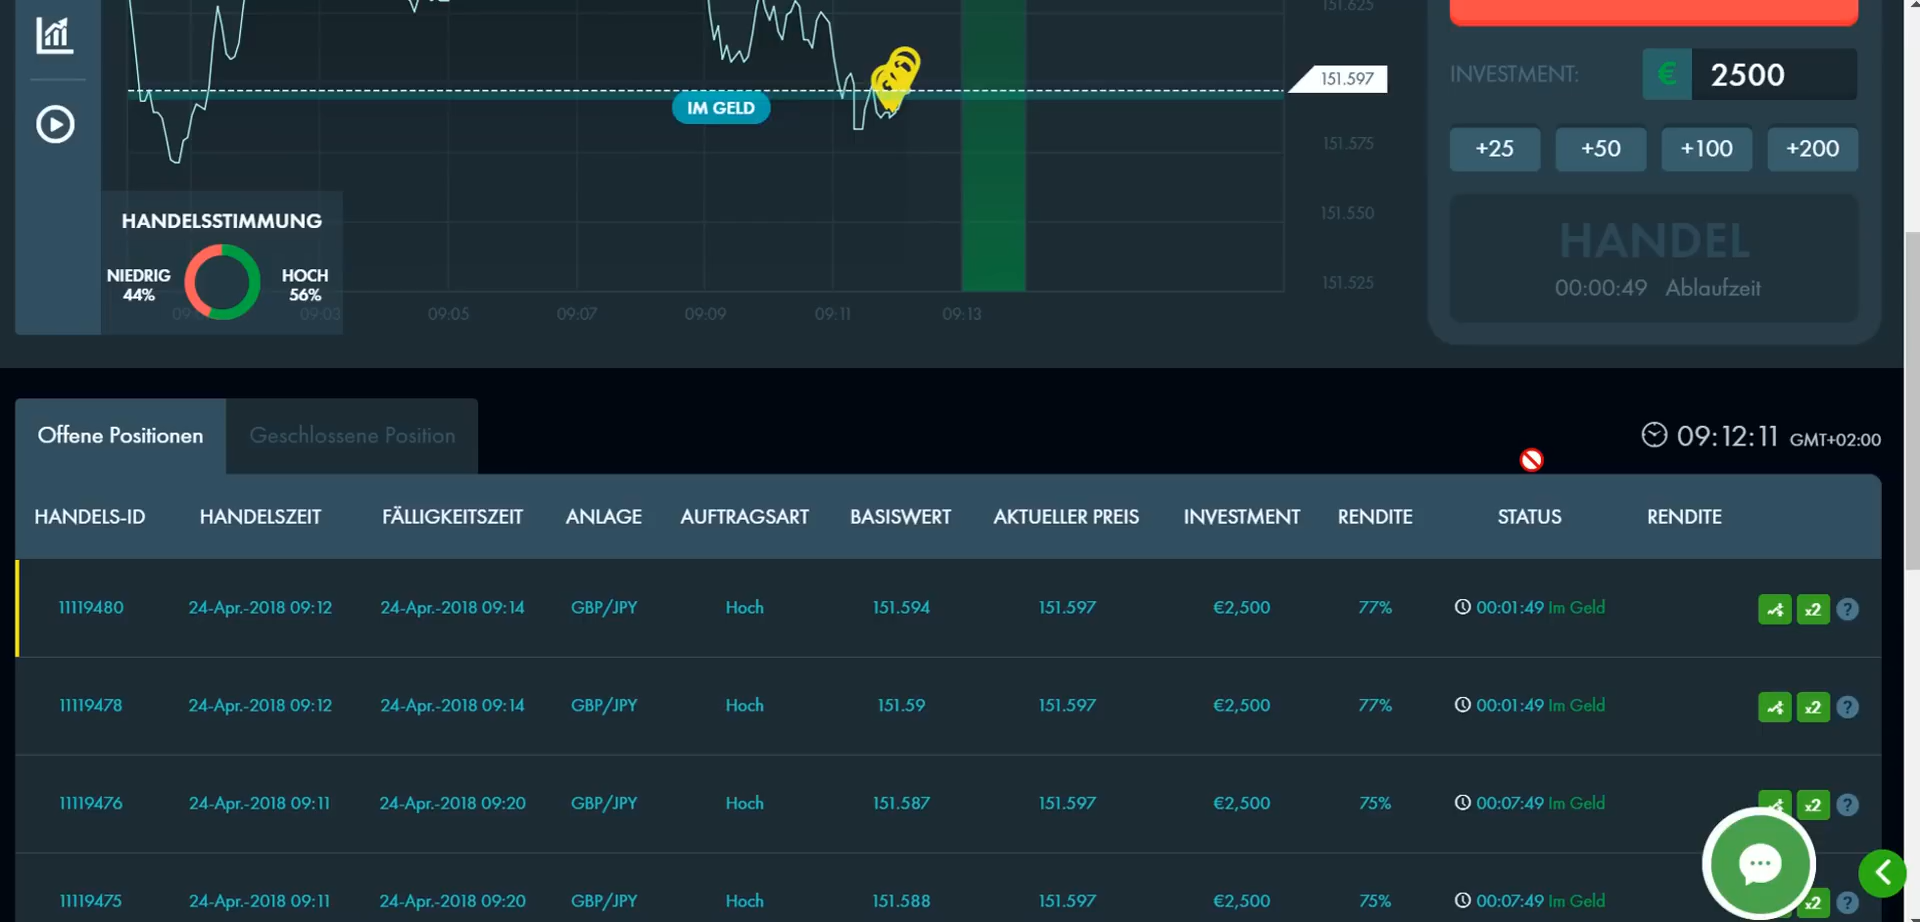 151.625
151.597
INVESTMENT: € 2500
IM GELD
+25 +50 +100 +200
151.575
HANDELSSTIMMUNG
151.550
HANDEL
NIEDRIG HOCH
44% 56%
151.525
00:00:49 Ablaufzeit
09:03 09:05 09:07 09:09 09:11 09:13
Offene Positionen Geschlossene Position 09:12:11 GMT+02:00
HANDELS-ID HANDELSZEIT FÄLLIGKEITSZEIT ANLAGE AUFTRAGSART BASISWERT AKTUELLER PREIS INVESTMENT RENDITE STATUS RENDITE
11119480 24-Apr.-2018 09:12 24-Apr.-2018 09:14 GBP/JPY Hoch 151.594 151.597 €2,500 77% 00:01:49 Im Geld x2 ?
11119478 24-Apr.-2018 09:12 24-Apr.-2018 09:14 GBP/JPY Hoch 151.59 151.597 €2,500 77% 00:01:49 Im Geld x2 ?
11119476 24-Apr.-2018 09:11 24-Apr.-2018 09:20 GBP/JPY Hoch 151.587 151.597 €2,500 75% 00:07:49 Im Geld x2 ?
11119475 24-Apr.-2018 09:11 24-Apr.-2018 09:20 GBP/JPY Hoch 151.588 151.597 €2,500 75% 00:07:49 Im Geld x2 ?